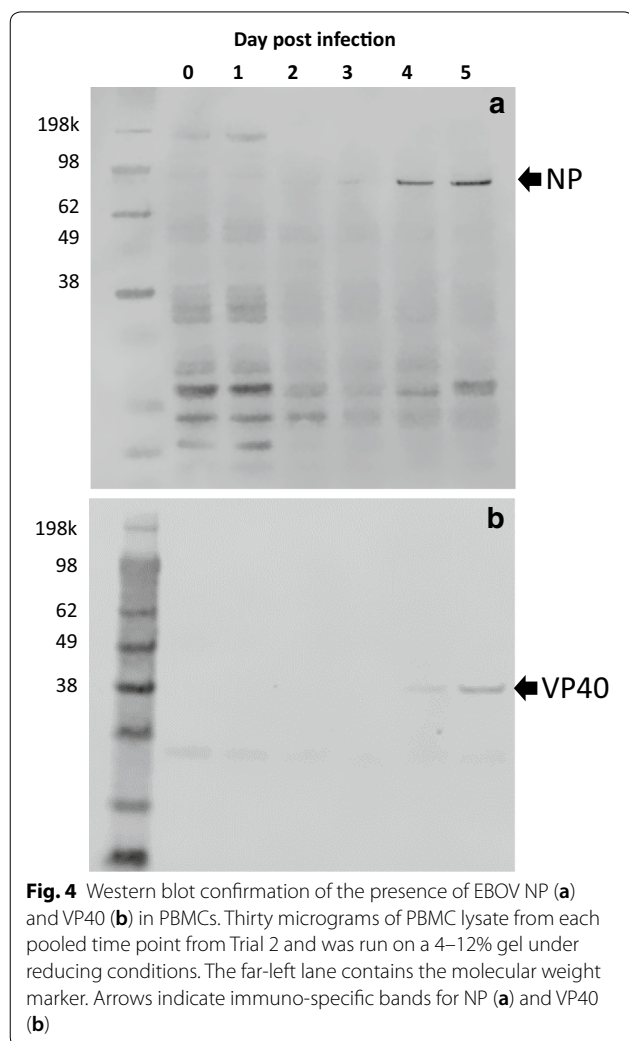 Day post infection
0 1 2 3 4 5
a
198k
98
62
49
38
NP
b
198k
98
62
49
38
VP40
Fig. 4 Western blot confirmation of the presence of EBOV NP (a)
and VP40 (b) in PBMCs. Thirty micrograms of PBMC lysate from each
pooled time point from Trial 2 and was run on a 4–12% gel under
reducing conditions. The far-left lane contains the molecular weight
marker. Arrows indicate immuno-specific bands for NP (a) and VP40
(b)